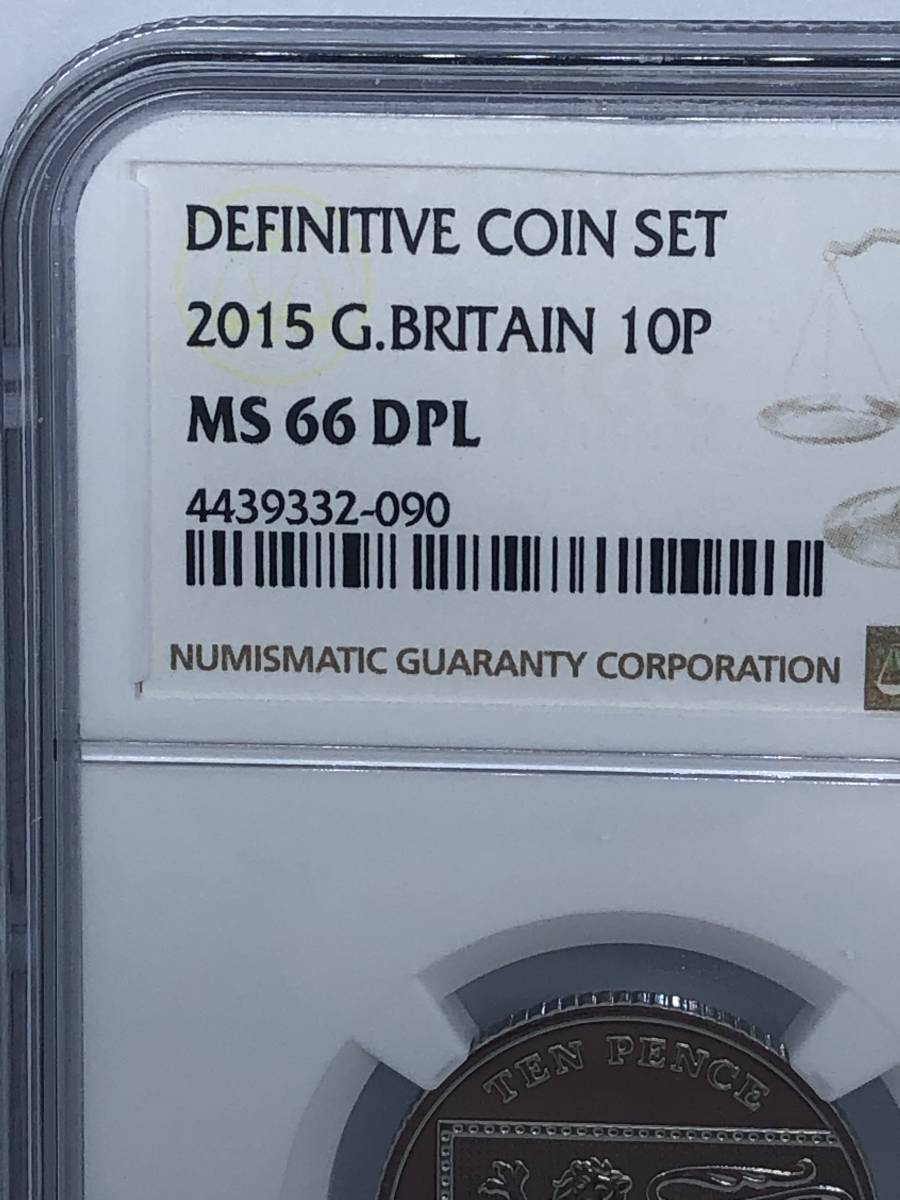 DEFINITIVE COIN SET
2015 G.BRITAIN 10P
MS 66 DPL
4439332-090
NUMISMATIC GUARANTY CORPORATION
TEN PENCE